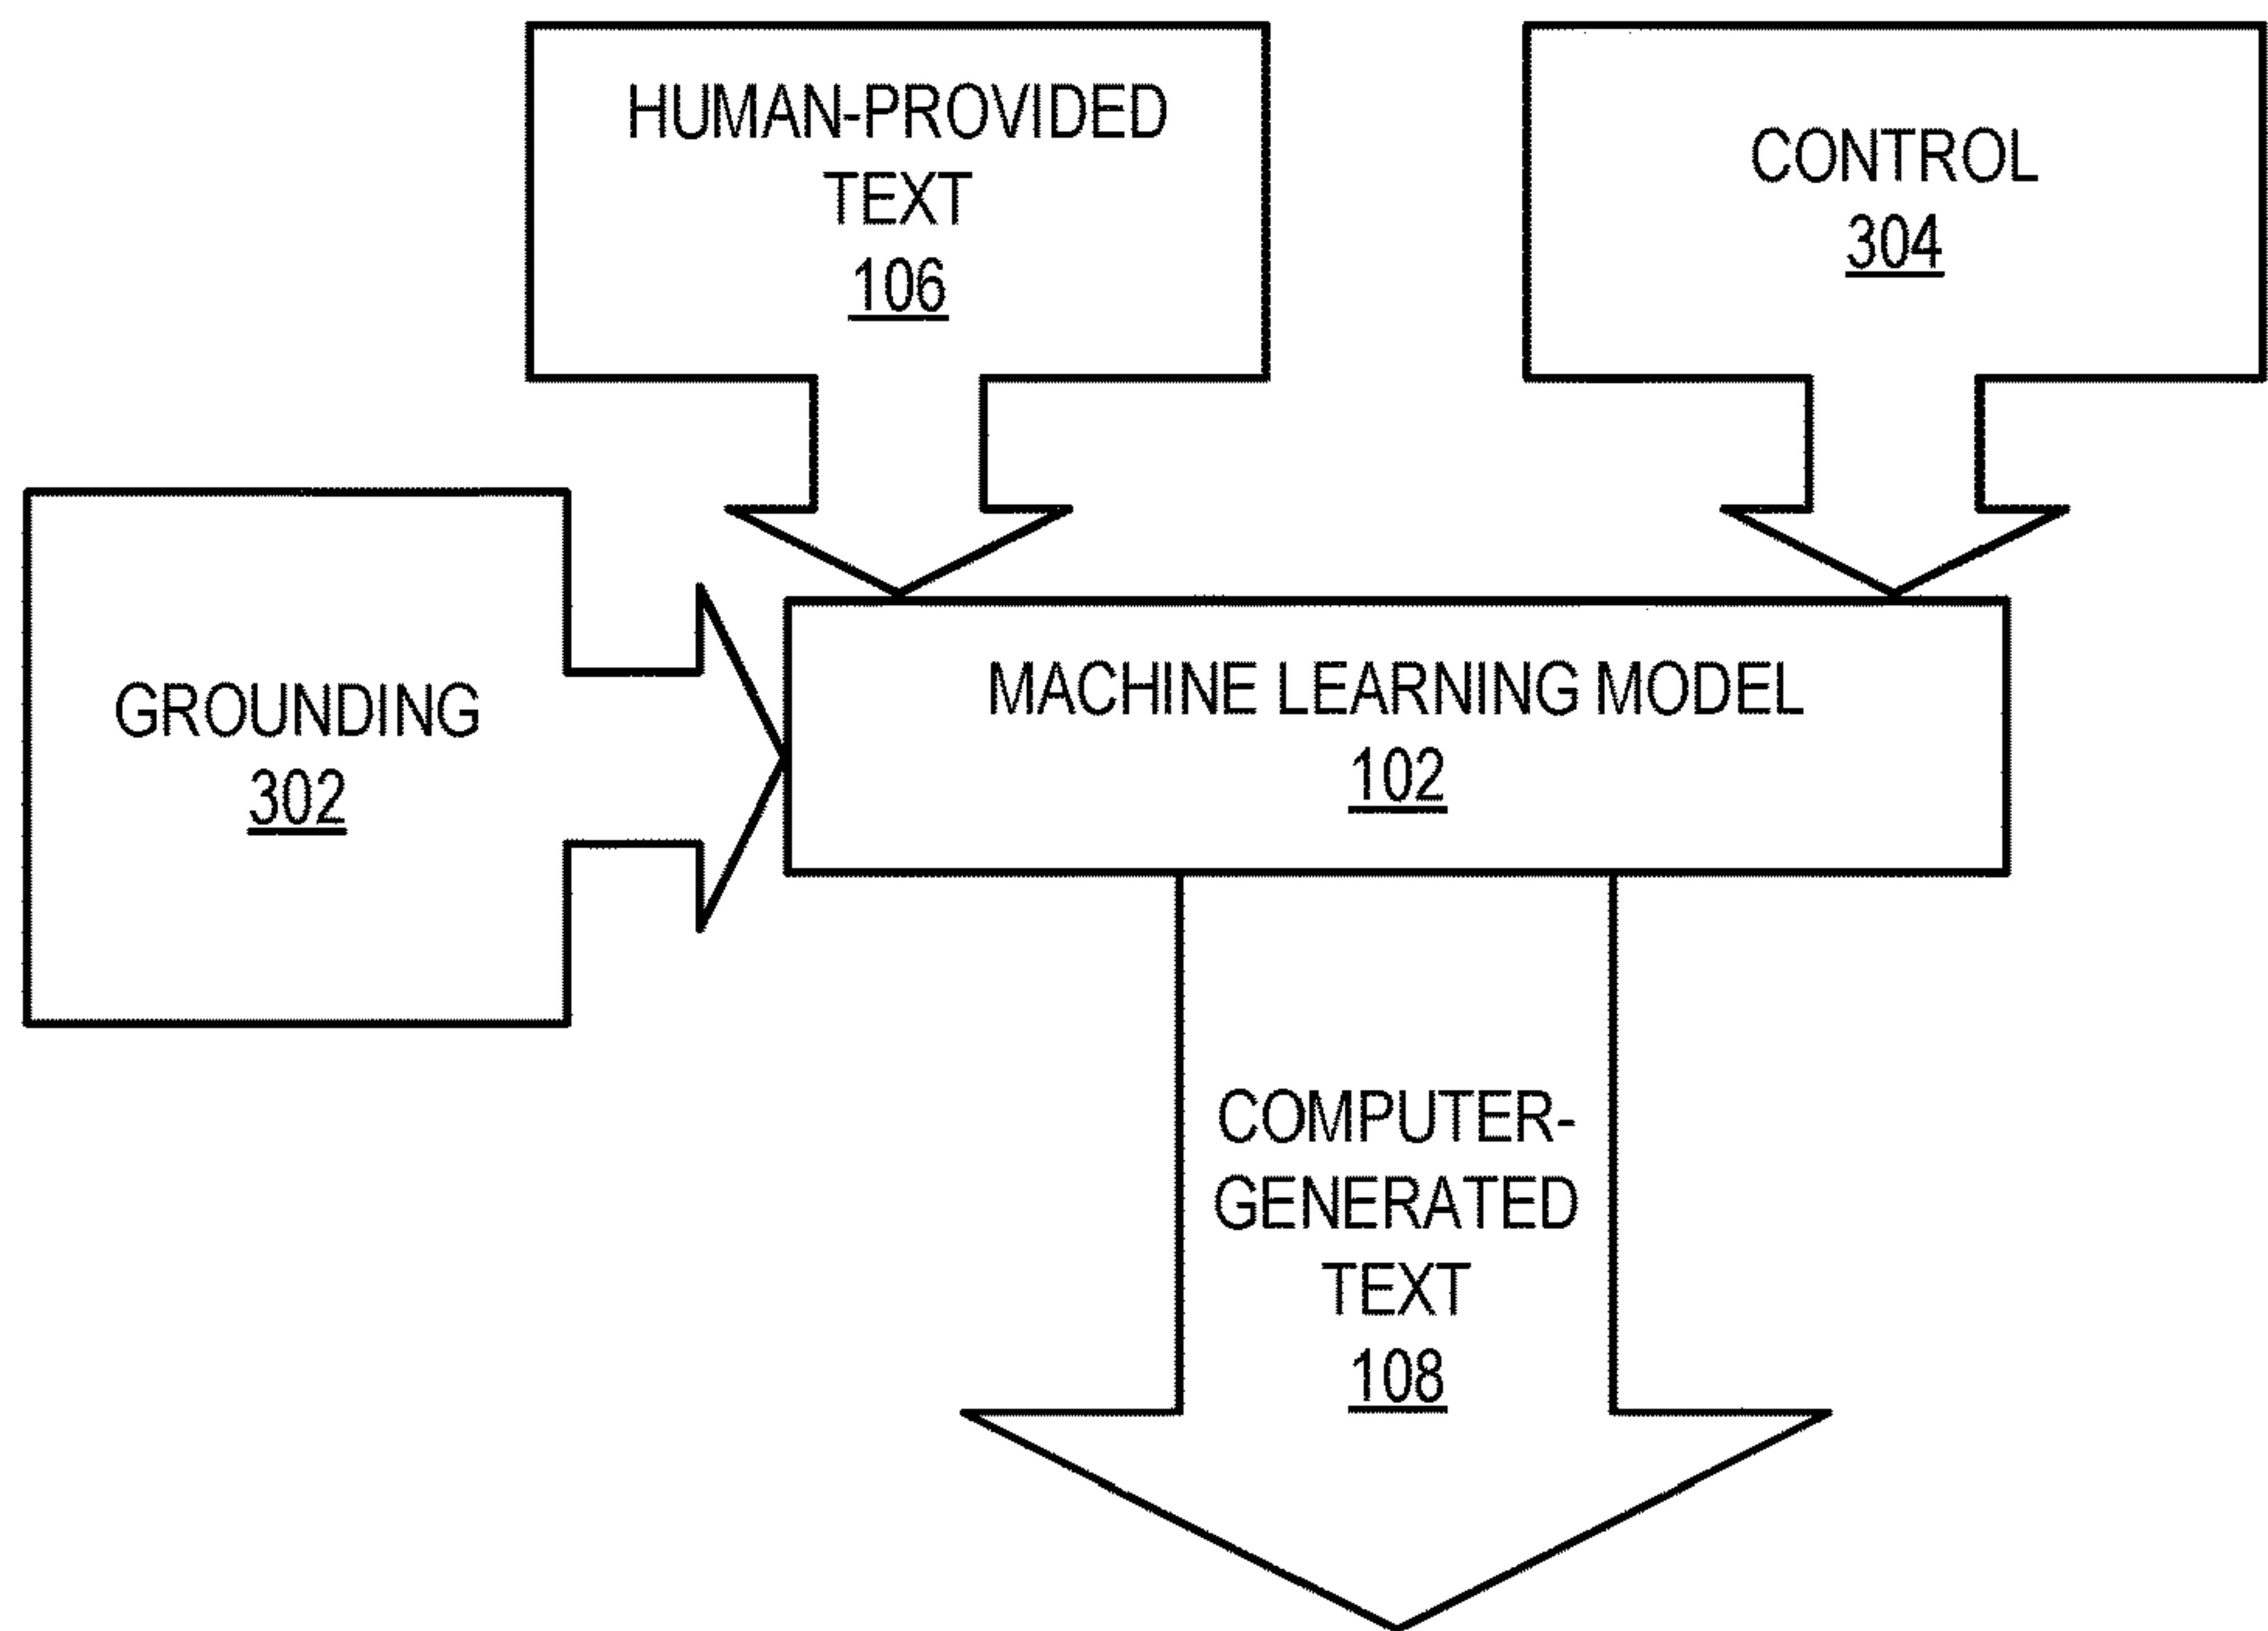 HUMAN-PROVIDED
TEXT
106
CONTROL
304
GROUNDING
302
MACHINE LEARNING MODEL
102
COMPUTER-
GENERATED
TEXT
108